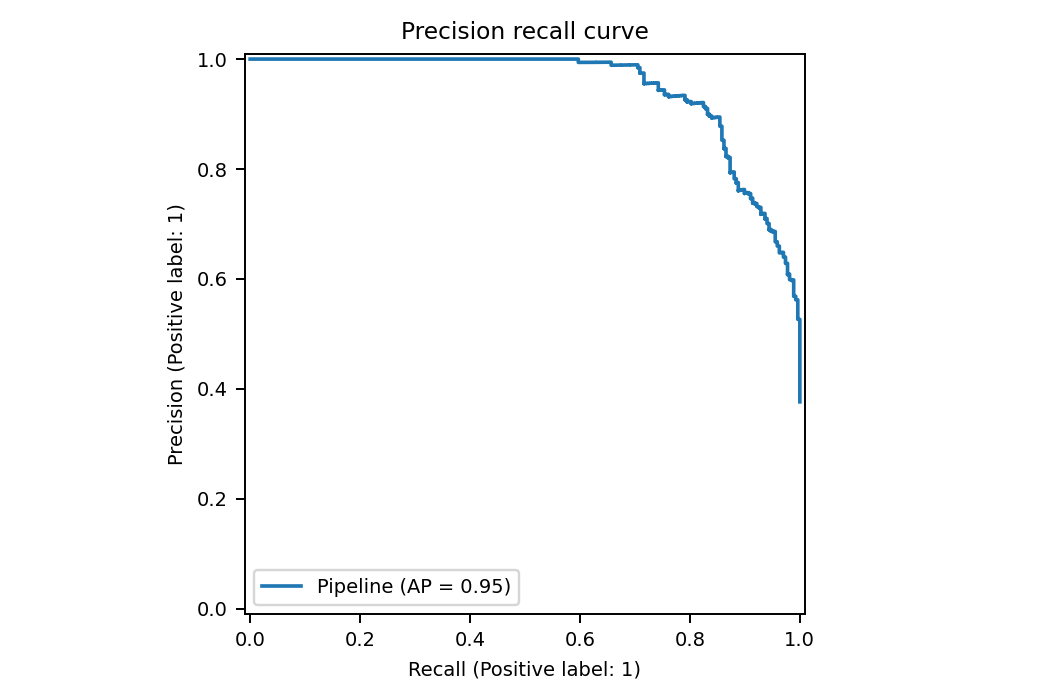 Precision recall curve
1.0
0.8
0.6
0.4
0.2
0.0
Precision (Positive label: 1)
Pipeline (AP = 0.95)
0.0 0.2 0.4 0.6 0.8 1.0
Recall (Positive label: 1)